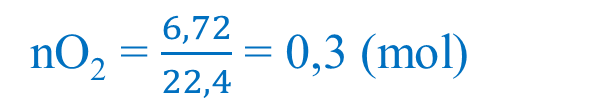 nO₂ = 6,72/22,4 = 0,3 (mol)